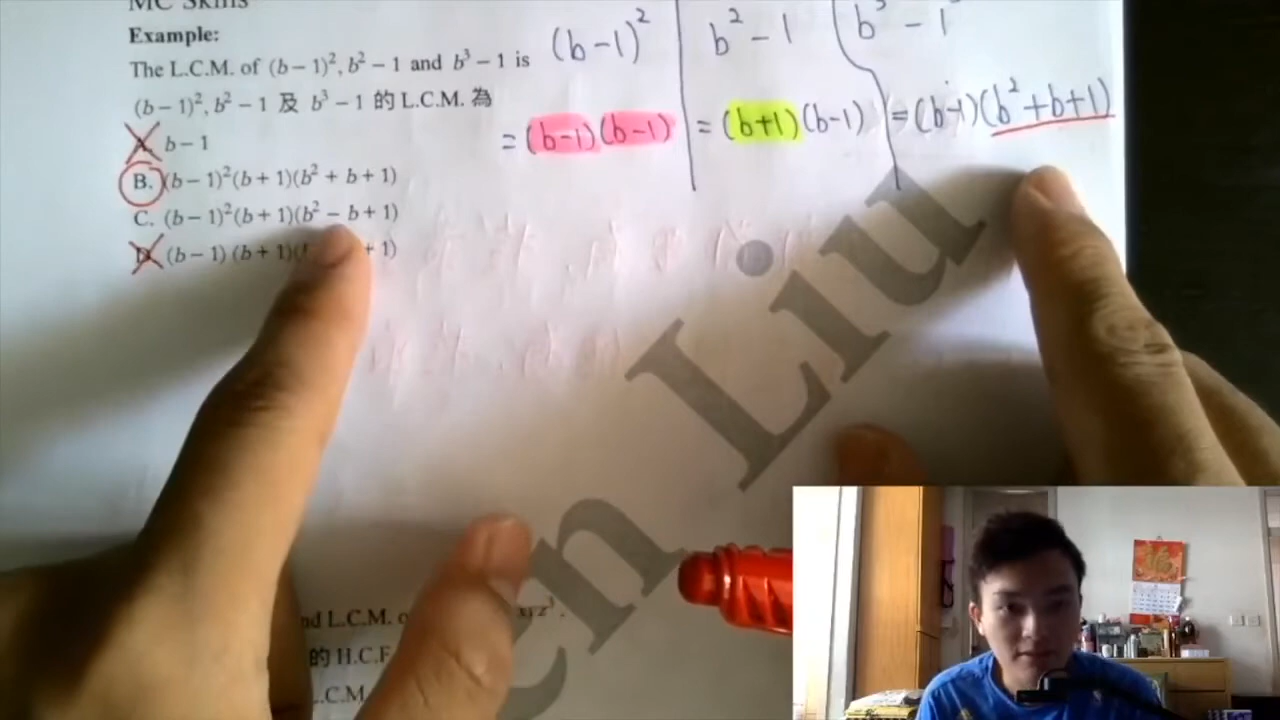 MC Skills
Example:
The L.C.M. of (b − 1)², b² − 1 and b³ − 1 is
(b − 1)², b² − 1 及 b³ − 1 的 L.C.M. 為
b − 1
B. (b − 1)²(b + 1)(b² + b + 1)
C. (b − 1)²(b + 1)(b² − b + 1)
D. (b − 1) (b + 1)( + 1)
(b−1)²
= (b−1)(b−1)
b² − 1
= (b+1)(b−1)
b³ − 1
= (b−1)(b²+b+1)
Liu
L.C.M.
的 H.C.F.
L.C.M.